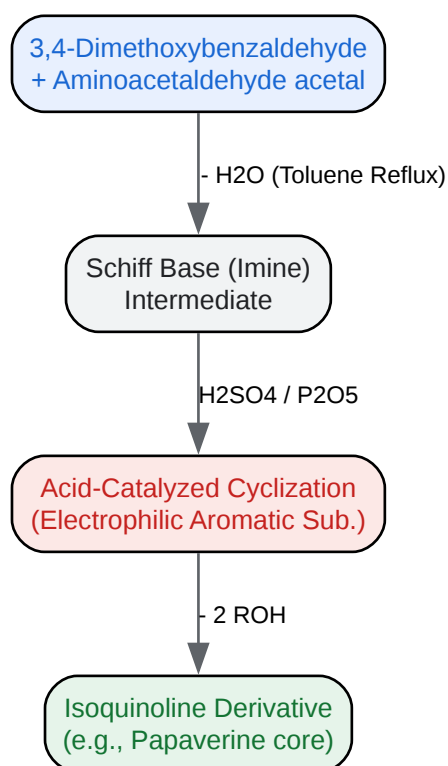 3,4-Dimethoxybenzaldehyde
+ Aminoacetaldehyde acetal
- H2O (Toluene Reflux)
Schiff Base (Imine)
Intermediate
H2SO4 / P2O5
Acid-Catalyzed Cyclization
(Electrophilic Aromatic Sub.)
- 2 ROH
Isoquinoline Derivative
(e.g., Papaverine core)